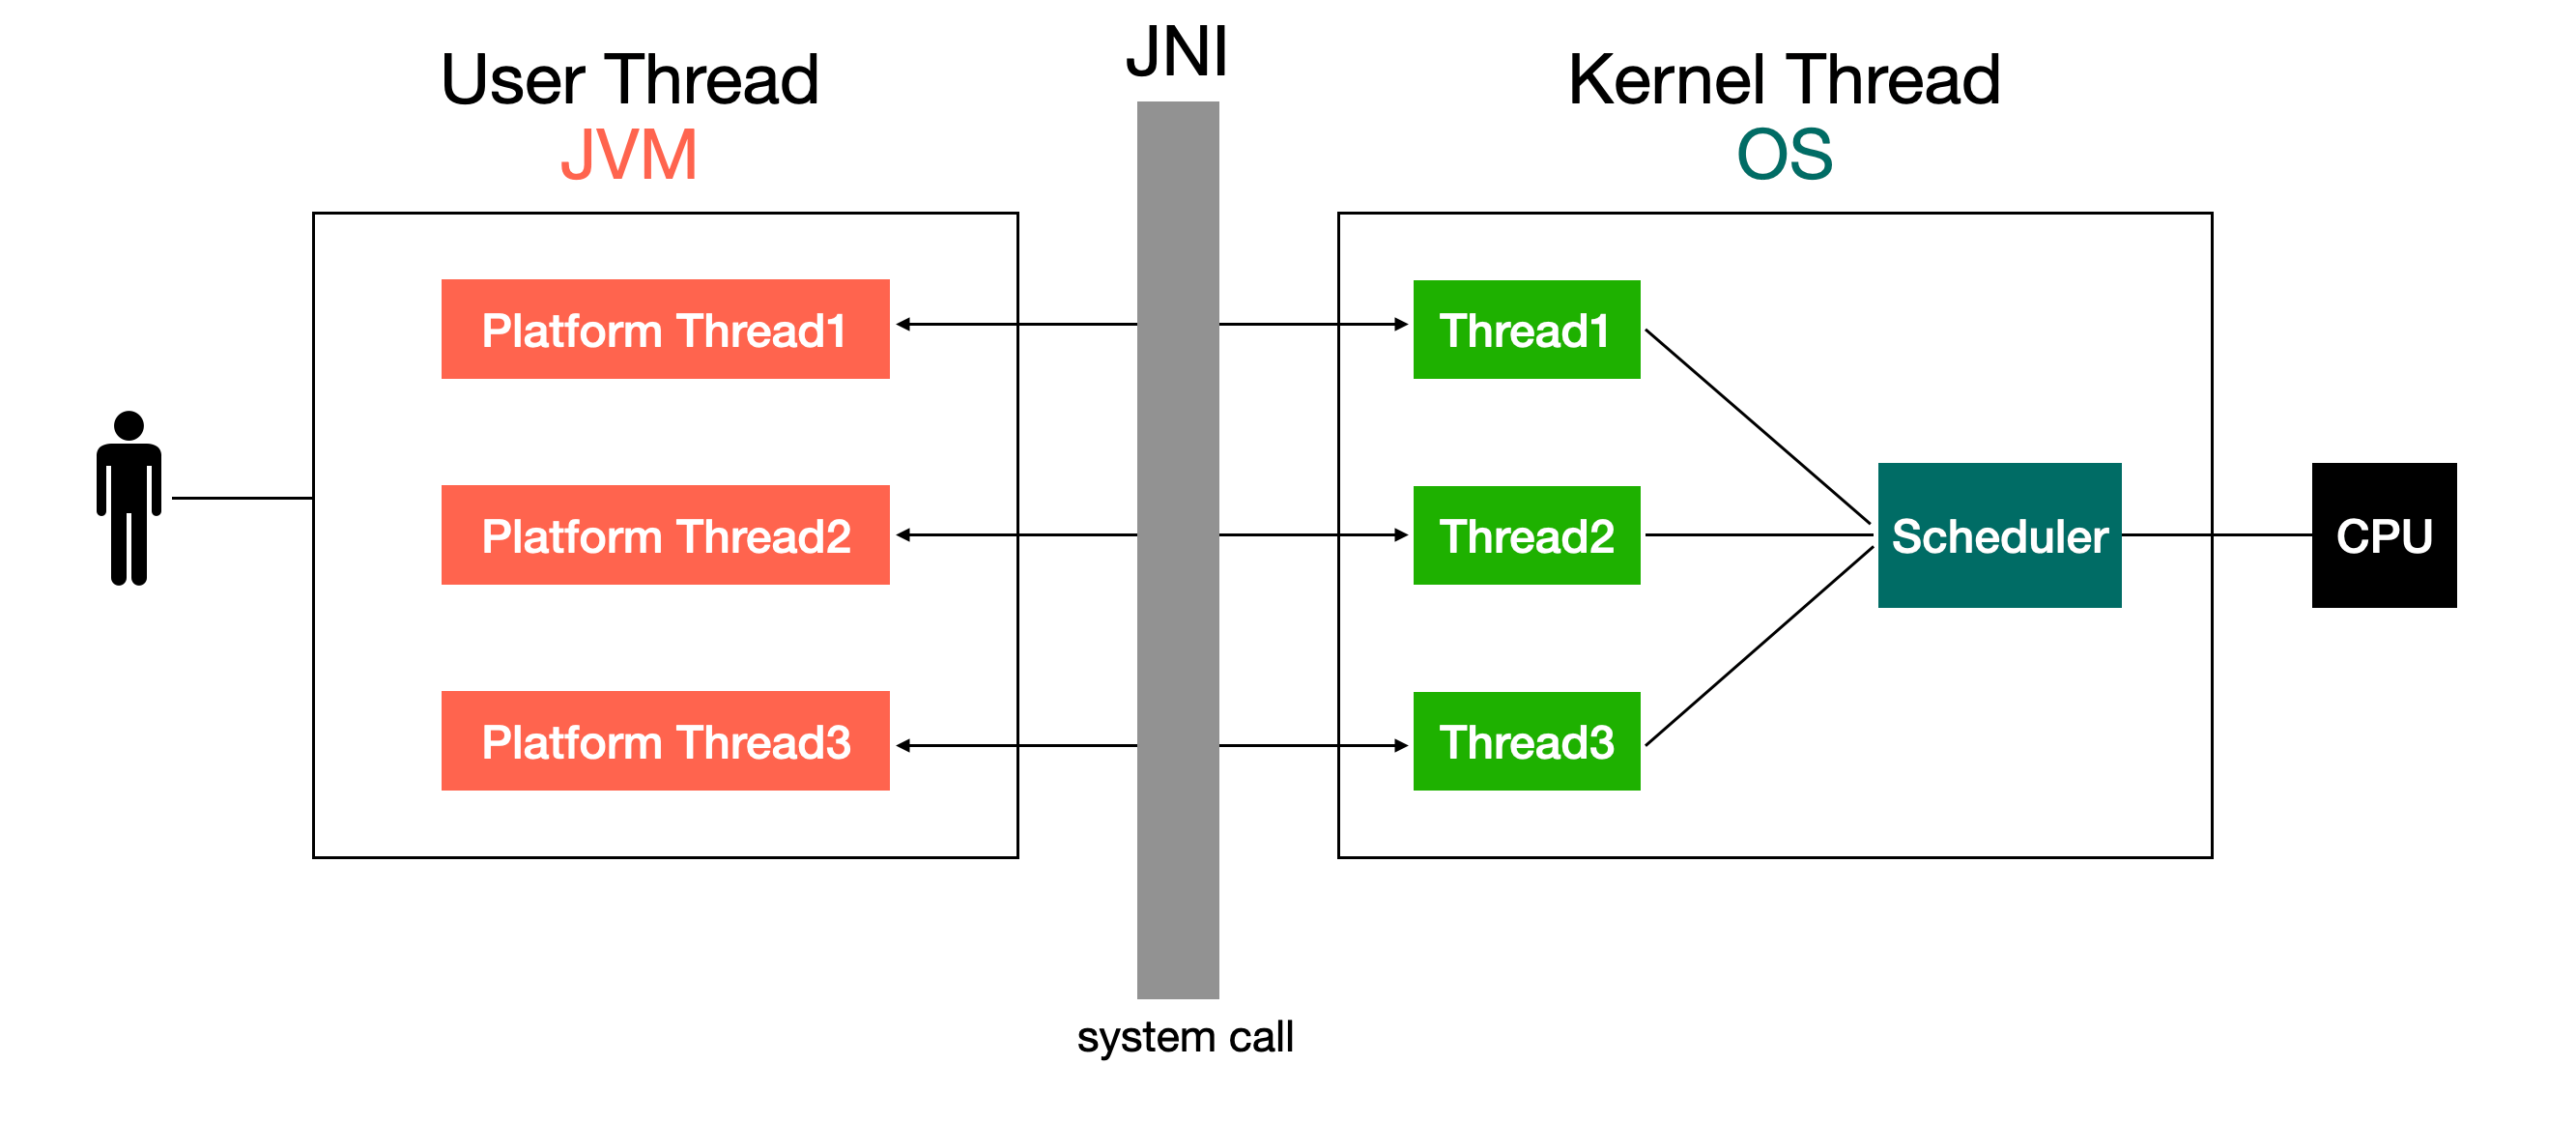 JNI
User Thread
JVM
Kernel Thread
OS
Platform Thread1
Thread1
Platform Thread2
Thread2
Scheduler
CPU
Platform Thread3
Thread3
system call